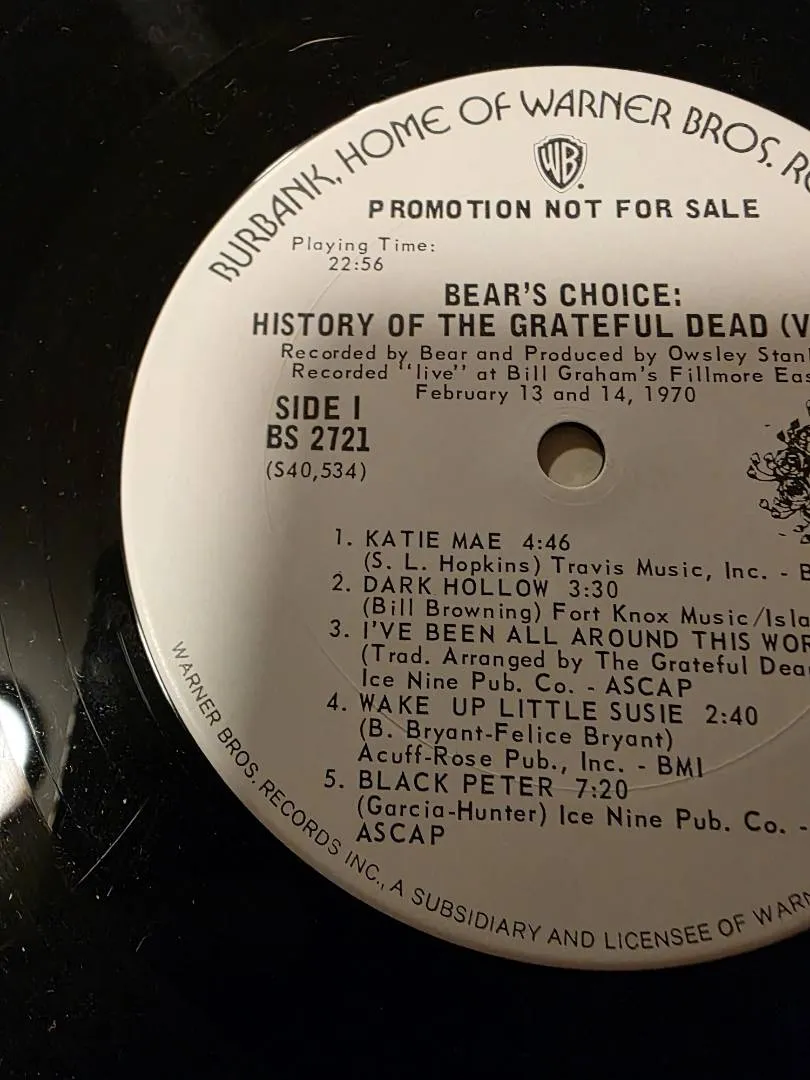 BURBANK, HOME OF WARNER BROS.
WB
PROMOTION NOT FOR SALE
Playing Time:
22:56
BEAR'S CHOICE:
HISTORY OF THE GRATEFUL DEAD (V
Recorded by Bear and Produced by Owsley Stan
Recorded "live" at Bill Graham's Fillmore Eas
February 13 and 14, 1970
SIDE I
BS 2721
(S40,534)
1. KATIE MAE 4:46
(S. L. Hopkins) Travis Music, Inc. - B
2. DARK HOLLOW 3:30
(Bill Browning) Fort Knox Music/Isla
3. I'VE BEEN ALL AROUND THIS WOR
(Trad. Arranged by The Grateful Dea
Ice Nine Pub. Co. - ASCAP
4. WAKE UP LITTLE SUSIE 2:40
(B. Bryant-Felice Bryant)
Acuff-Rose Pub., Inc. - BMI
5. BLACK PETER 7:20
(Garcia-Hunter) Ice Nine Pub. Co. -
ASCAP
WARNER BROS. RECORDS INC., A SUBSIDIARY AND LICENSEE OF WARN